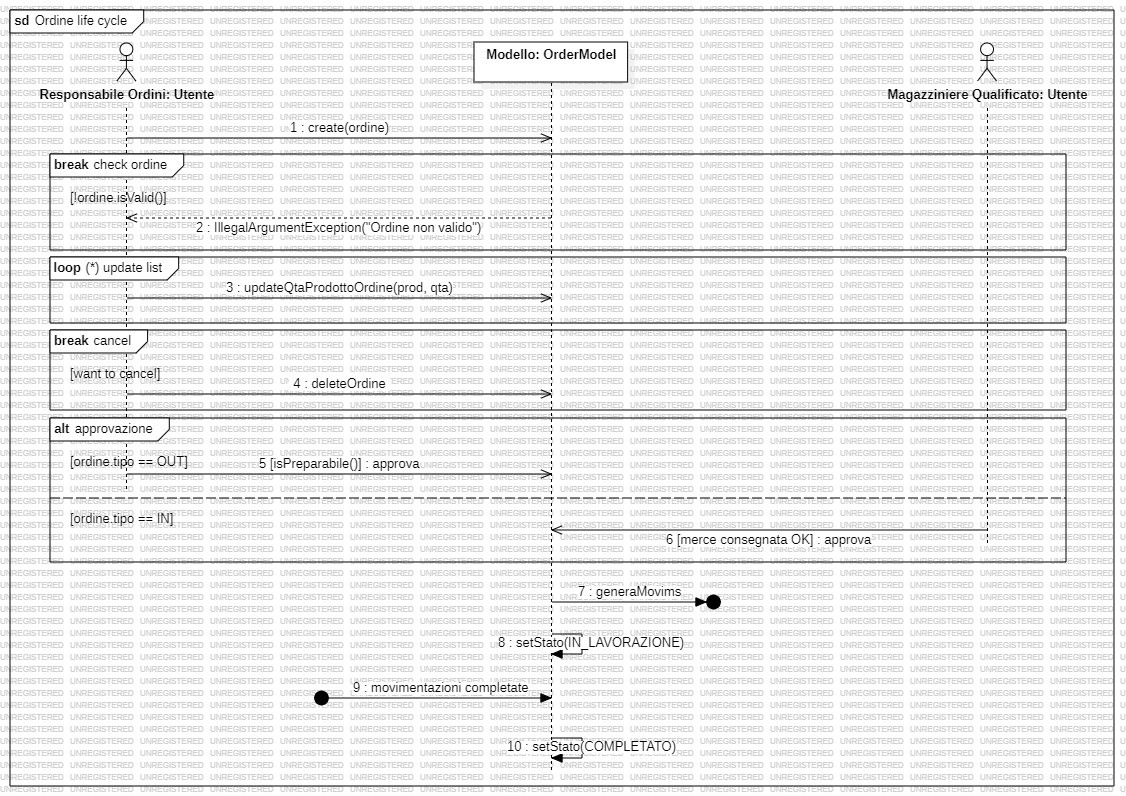 sd Ordine life cycle
Modello: OrderModel
Responsabile Ordini: Utente
Magazziniere Qualificato: Utente
1 : create(ordine)
break check ordine
[!ordine.isValid()]
2 : IllegalArgumentException("Ordine non valido")
loop (*) update list
3 : updateQtaProdottoOrdine(prod, qta)
break cancel
[want to cancel]
4 : deleteOrdine
alt approvazione
[ordine.tipo == OUT]
5 [isPreparabile()] : approva
[ordine.tipo == IN]
6 [merce consegnata OK] : approva
7 : generaMovims
8 : setStato(IN_LAVORAZIONE)
9 : movimentazioni completate
10 : setStato(COMPLETATO)
UNREGISTERED